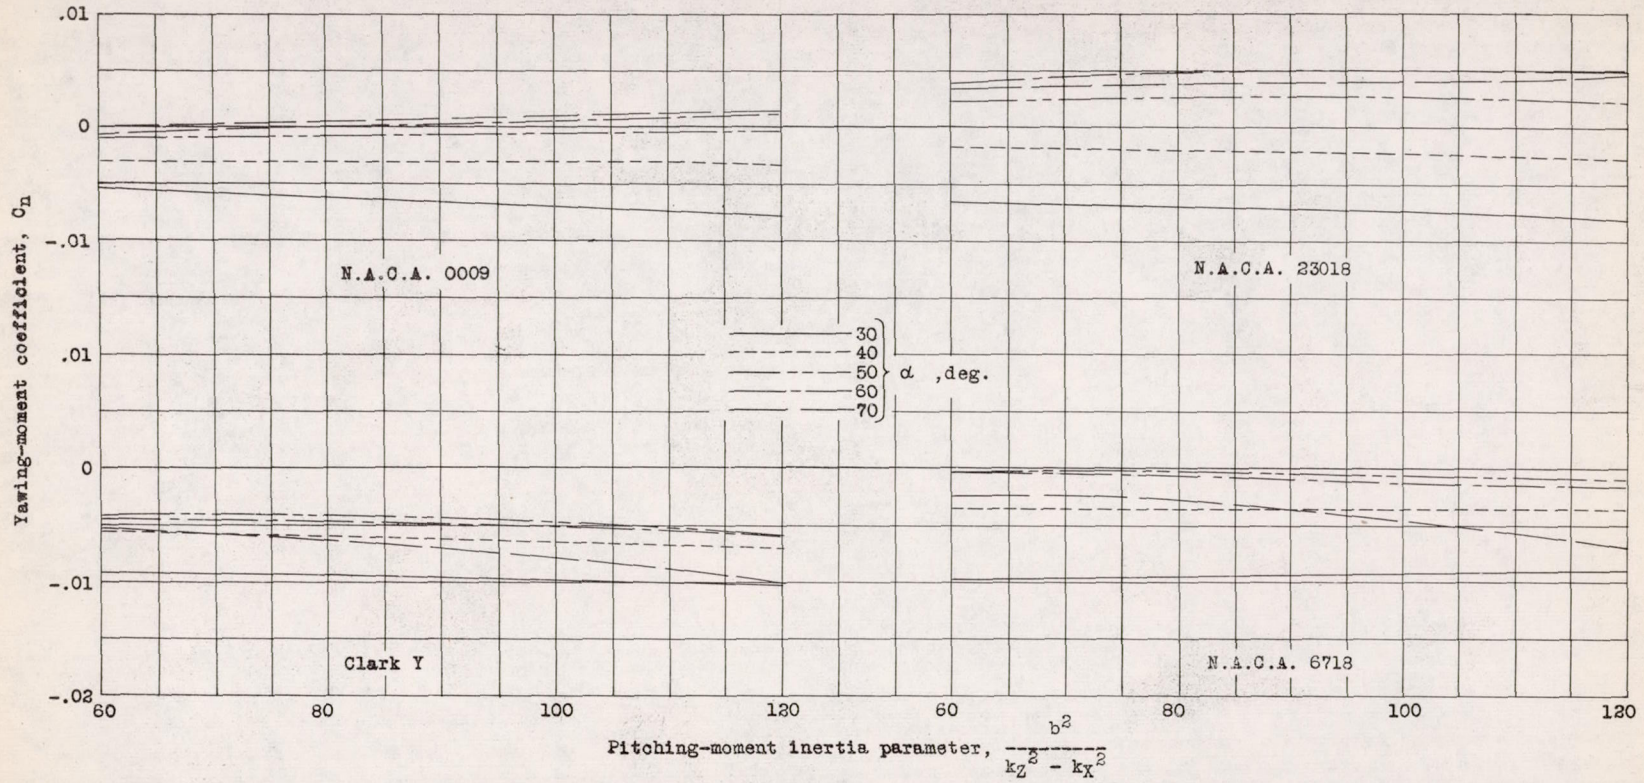 .01
0
-.01
N.A.C.A. 0009
N.A.C.A. 23018
30
40
50
60
70
α ,deg.
.01
0
-.01
-.02
Clark Y
N.A.C.A. 6718
60
80
100
120
60
80
100
120
Yawing-moment coefficient, Cn
Pitching-moment inertia parameter, b²
kZ² - kX²